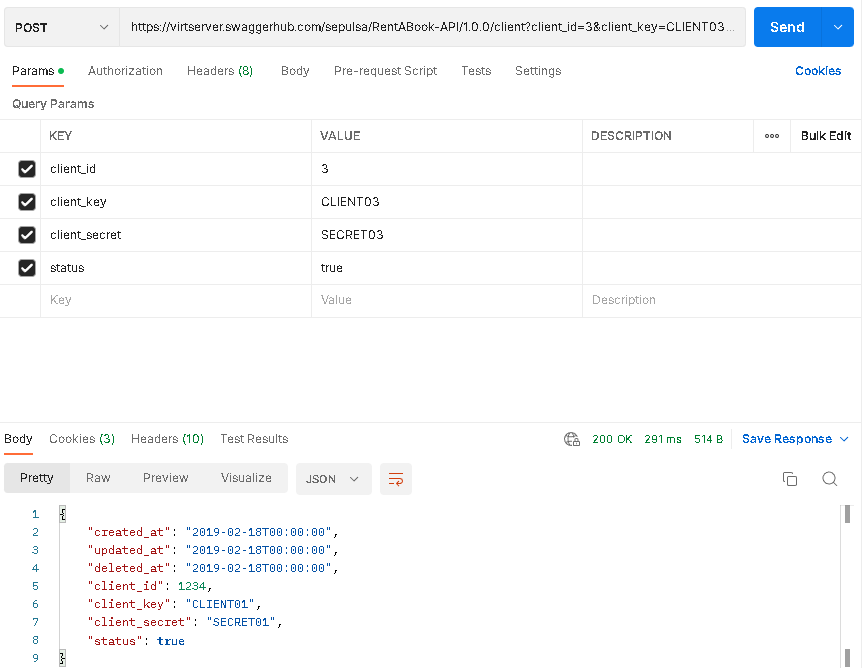 POST https://virtserver.swaggerhub.com/sepulsa/RentABook-API/1.0.0/client?client_id=3&client_key=CLIENT03... Send
Params Authorization Headers (8) Body Pre-request Script Tests Settings Cookies
Query Params
KEY VALUE DESCRIPTION Bulk Edit
client_id 3
client_key CLIENT03
client_secret SECRET03
status true
Key Value Description
Body Cookies (3) Headers (10) Test Results 200 OK 291 ms 514 B Save Response
Pretty Raw Preview Visualize JSON
1 {
2 "created_at": "2019-02-18T00:00:00",
3 "updated_at": "2019-02-18T00:00:00",
4 "deleted_at": "2019-02-18T00:00:00",
5 "client_id": 1234,
6 "client_key": "CLIENT01",
7 "client_secret": "SECRET01",
8 "status": true
9 }